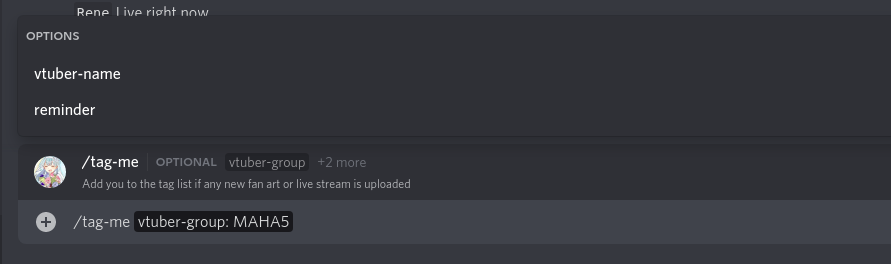 Rene Live right now
OPTIONS
vtuber-name
reminder
/tag-me OPTIONAL vtuber-group +2 more
Add you to the tag list if any new fan art or live stream is uploaded
/tag-me vtuber-group: MAHA5